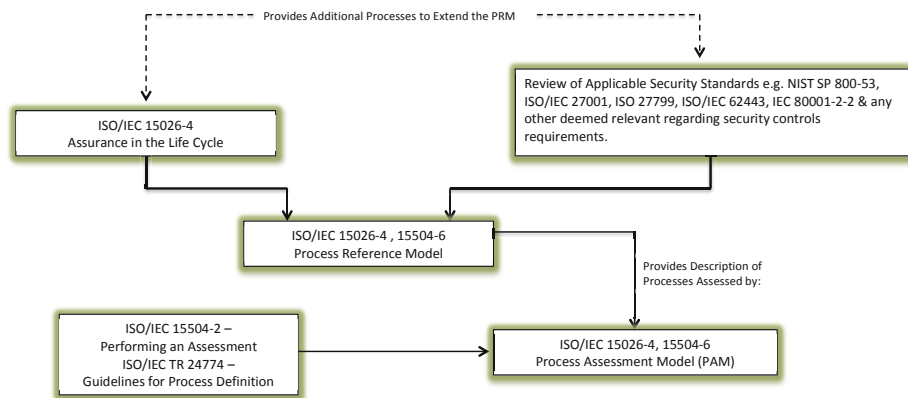 Provides Additional Processes to Extend the PRM
Review of Applicable Security Standards e.g. NIST SP 800-53,
ISO/IEC 27001, ISO 27799, ISO/IEC 62443, IEC 80001-2-2 & any
other deemed relevant regarding security controls
requirements.
ISO/IEC 15026-4
Assurance in the Life Cycle
ISO/IEC 15026-4 , 15504-6
Process Reference Model
Provides Description of
Processes Assessed by:
ISO/IEC 15504-2 –
Performing an Assessment
ISO/IEC TR 24774 –
Guidelines for Process Definition
ISO/IEC 15026-4, 15504-6
Process Assessment Model (PAM)